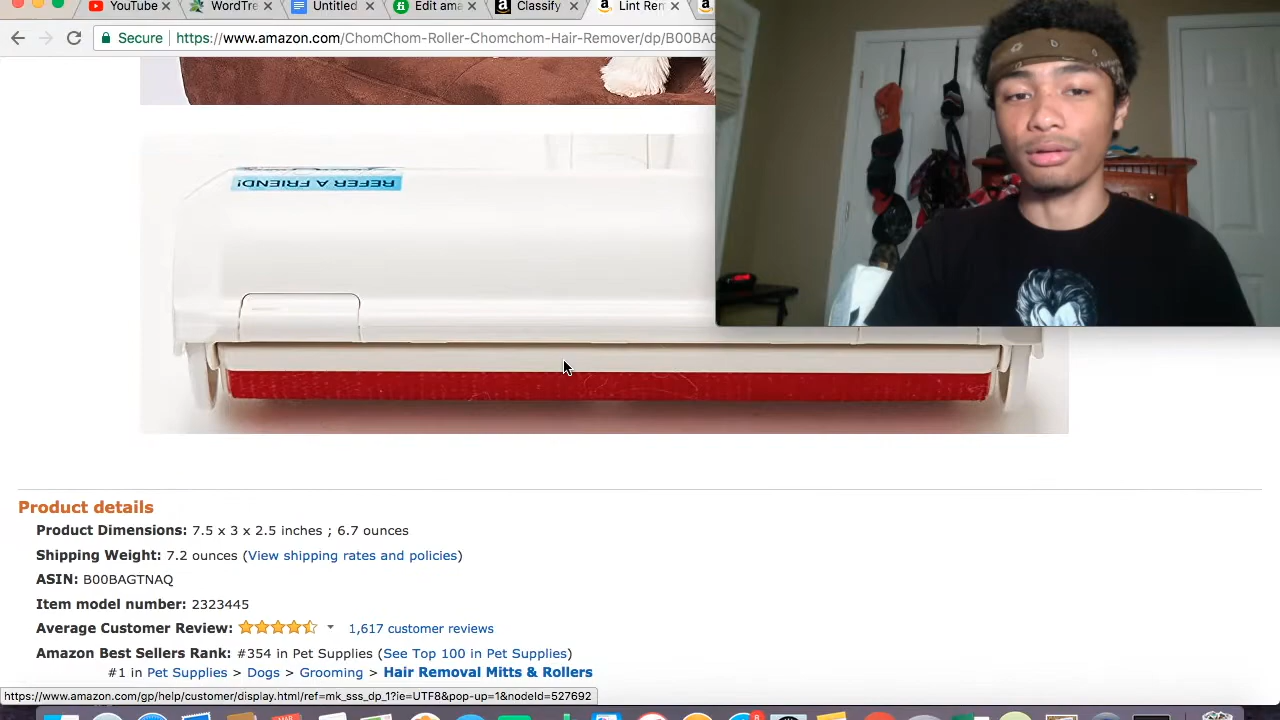 YouTube
WordTre
Untitled
Edit ama
Classify
Lint Rem
Secure https://www.amazon.com/ChomChom-Roller-Chomchom-Hair-Remover/dp/B00BAG
REFER A FRIEND!
Product details
Product Dimensions: 7.5 x 3 x 2.5 inches ; 6.7 ounces
Shipping Weight: 7.2 ounces (View shipping rates and policies)
ASIN: B00BAGTNAQ
Item model number: 2323445
Average Customer Review: 1,617 customer reviews
Amazon Best Sellers Rank: #354 in Pet Supplies (See Top 100 in Pet Supplies)
#1 in Pet Supplies > Dogs > Grooming > Hair Removal Mitts & Rollers
https://www.amazon.com/gp/help/customer/display.html/ref=mk_sss_dp_1?ie=UTF8&pop-up=1&nodeId=527692